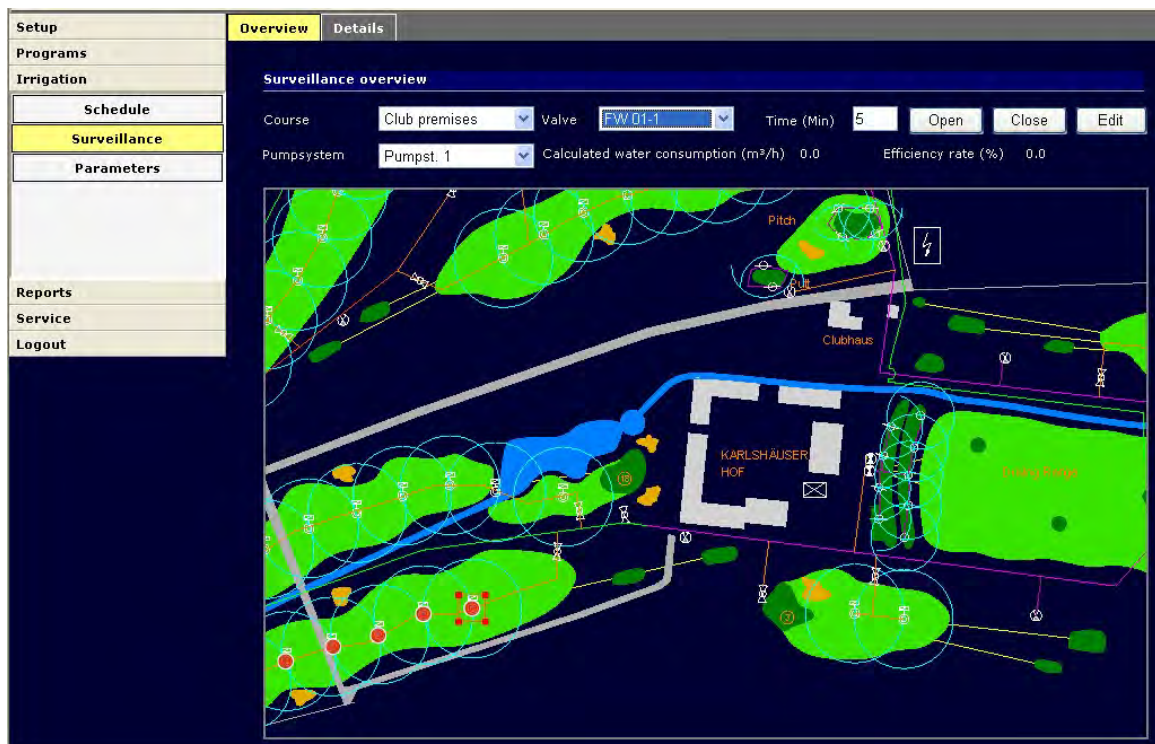 Setup
Programs
Irrigation
Schedule
Surveillance
Parameters
Reports
Service
Logout
Overview Details
Surveillance overview
Course Club premises Valve FW 01-1 Time (Min) 5 Open Close Edit
Pumpsystem Pumpst. 1 Calculated water consumption (m³/h) 0.0 Efficiency rate (%) 0.0
Pitch
Putt
Clubhaus
KARLSHÄUSER
HOF
Driving Range
18